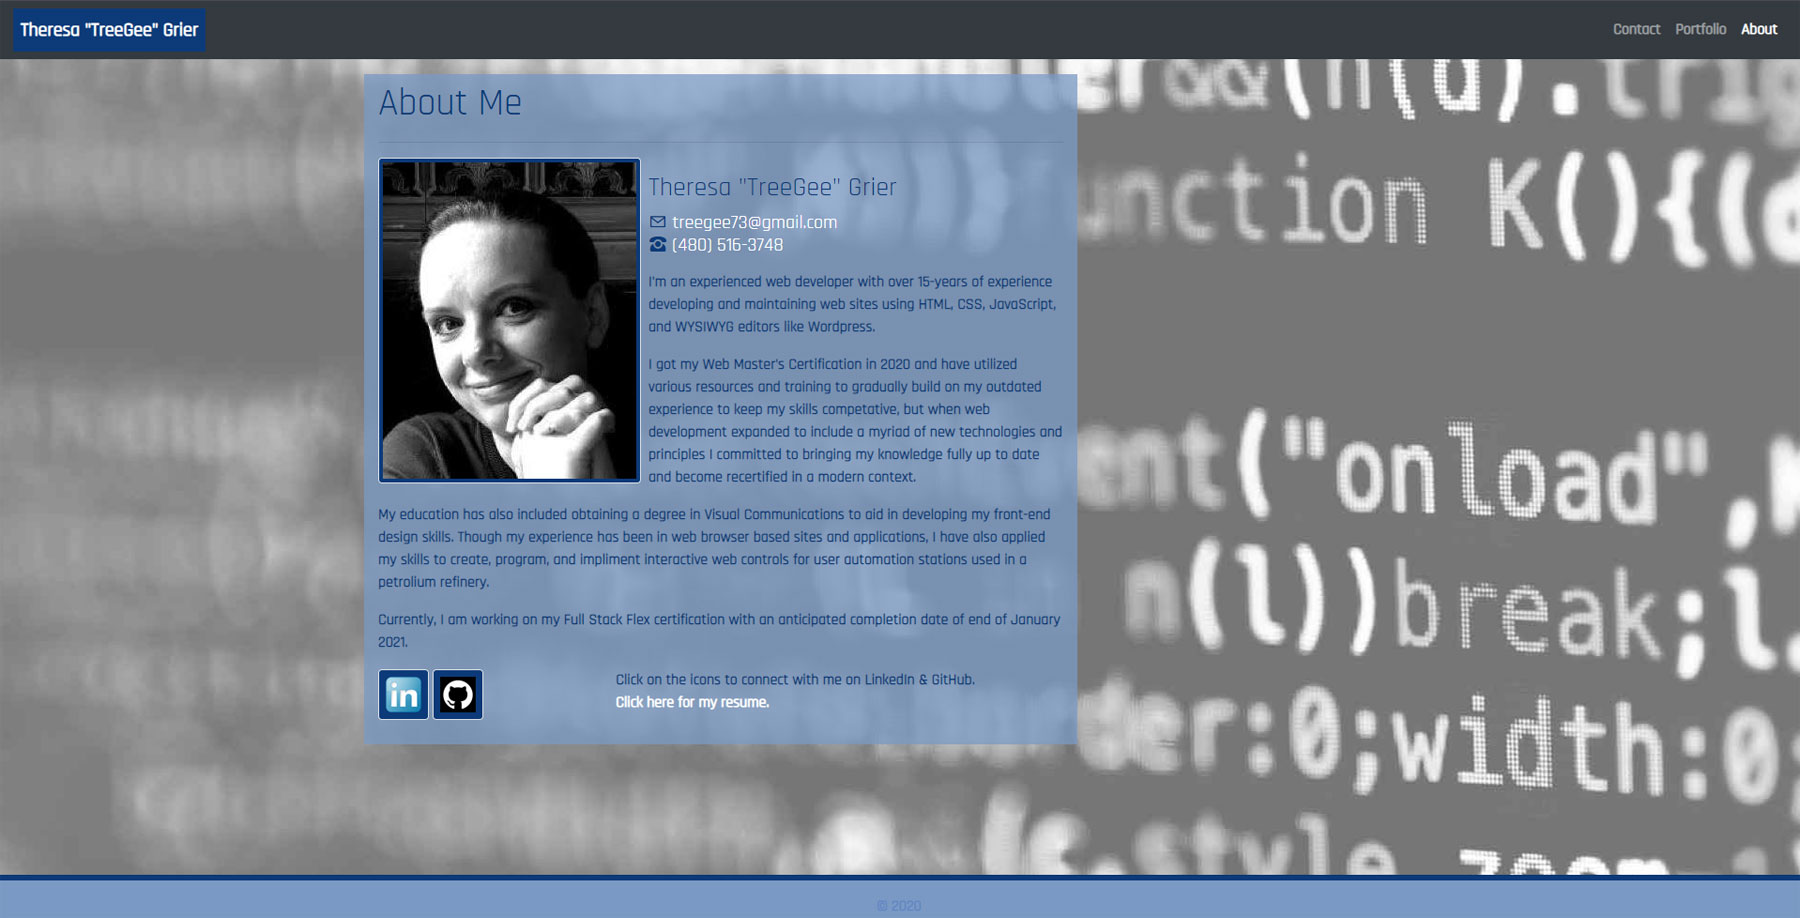 Theresa "TreeGee" Grier
Contact Portfolio About
About Me
Theresa "TreeGee" Grier
treegee73@gmail.com
(480) 516-3748
I'm an experienced web developer with over 15-years of experience
developing and maintaining web sites using HTML, CSS, JavaScript,
and WYSIWYG editors like Wordpress.
I got my Web Master's Certification in 2020 and have utilized
various resources and training to gradually build on my outdated
experience to keep my skills competative, but when web
development expanded to include a myriad of new technologies and
principles I committed to bringing my knowledge fully up to date
and become recertified in a modern context.
My education has also included obtaining a degree in Visual Communications to aid in developing my front-end
design skills. Though my experience has been in web browser based sites and applications, I have also applied
my skills to create, program, and impliment interactive web controls for user automation stations used in a
petrolium refinery.
Currently, I am working on my Full Stack Flex certification with an anticipated completion date of end of January
2021.
in
Click on the icons to connect with me on LinkedIn & GitHub.
Click here for my resume.
function K(){(
("onload",
n(l))break;l
:0;width:0
.style.zoom
© 2020